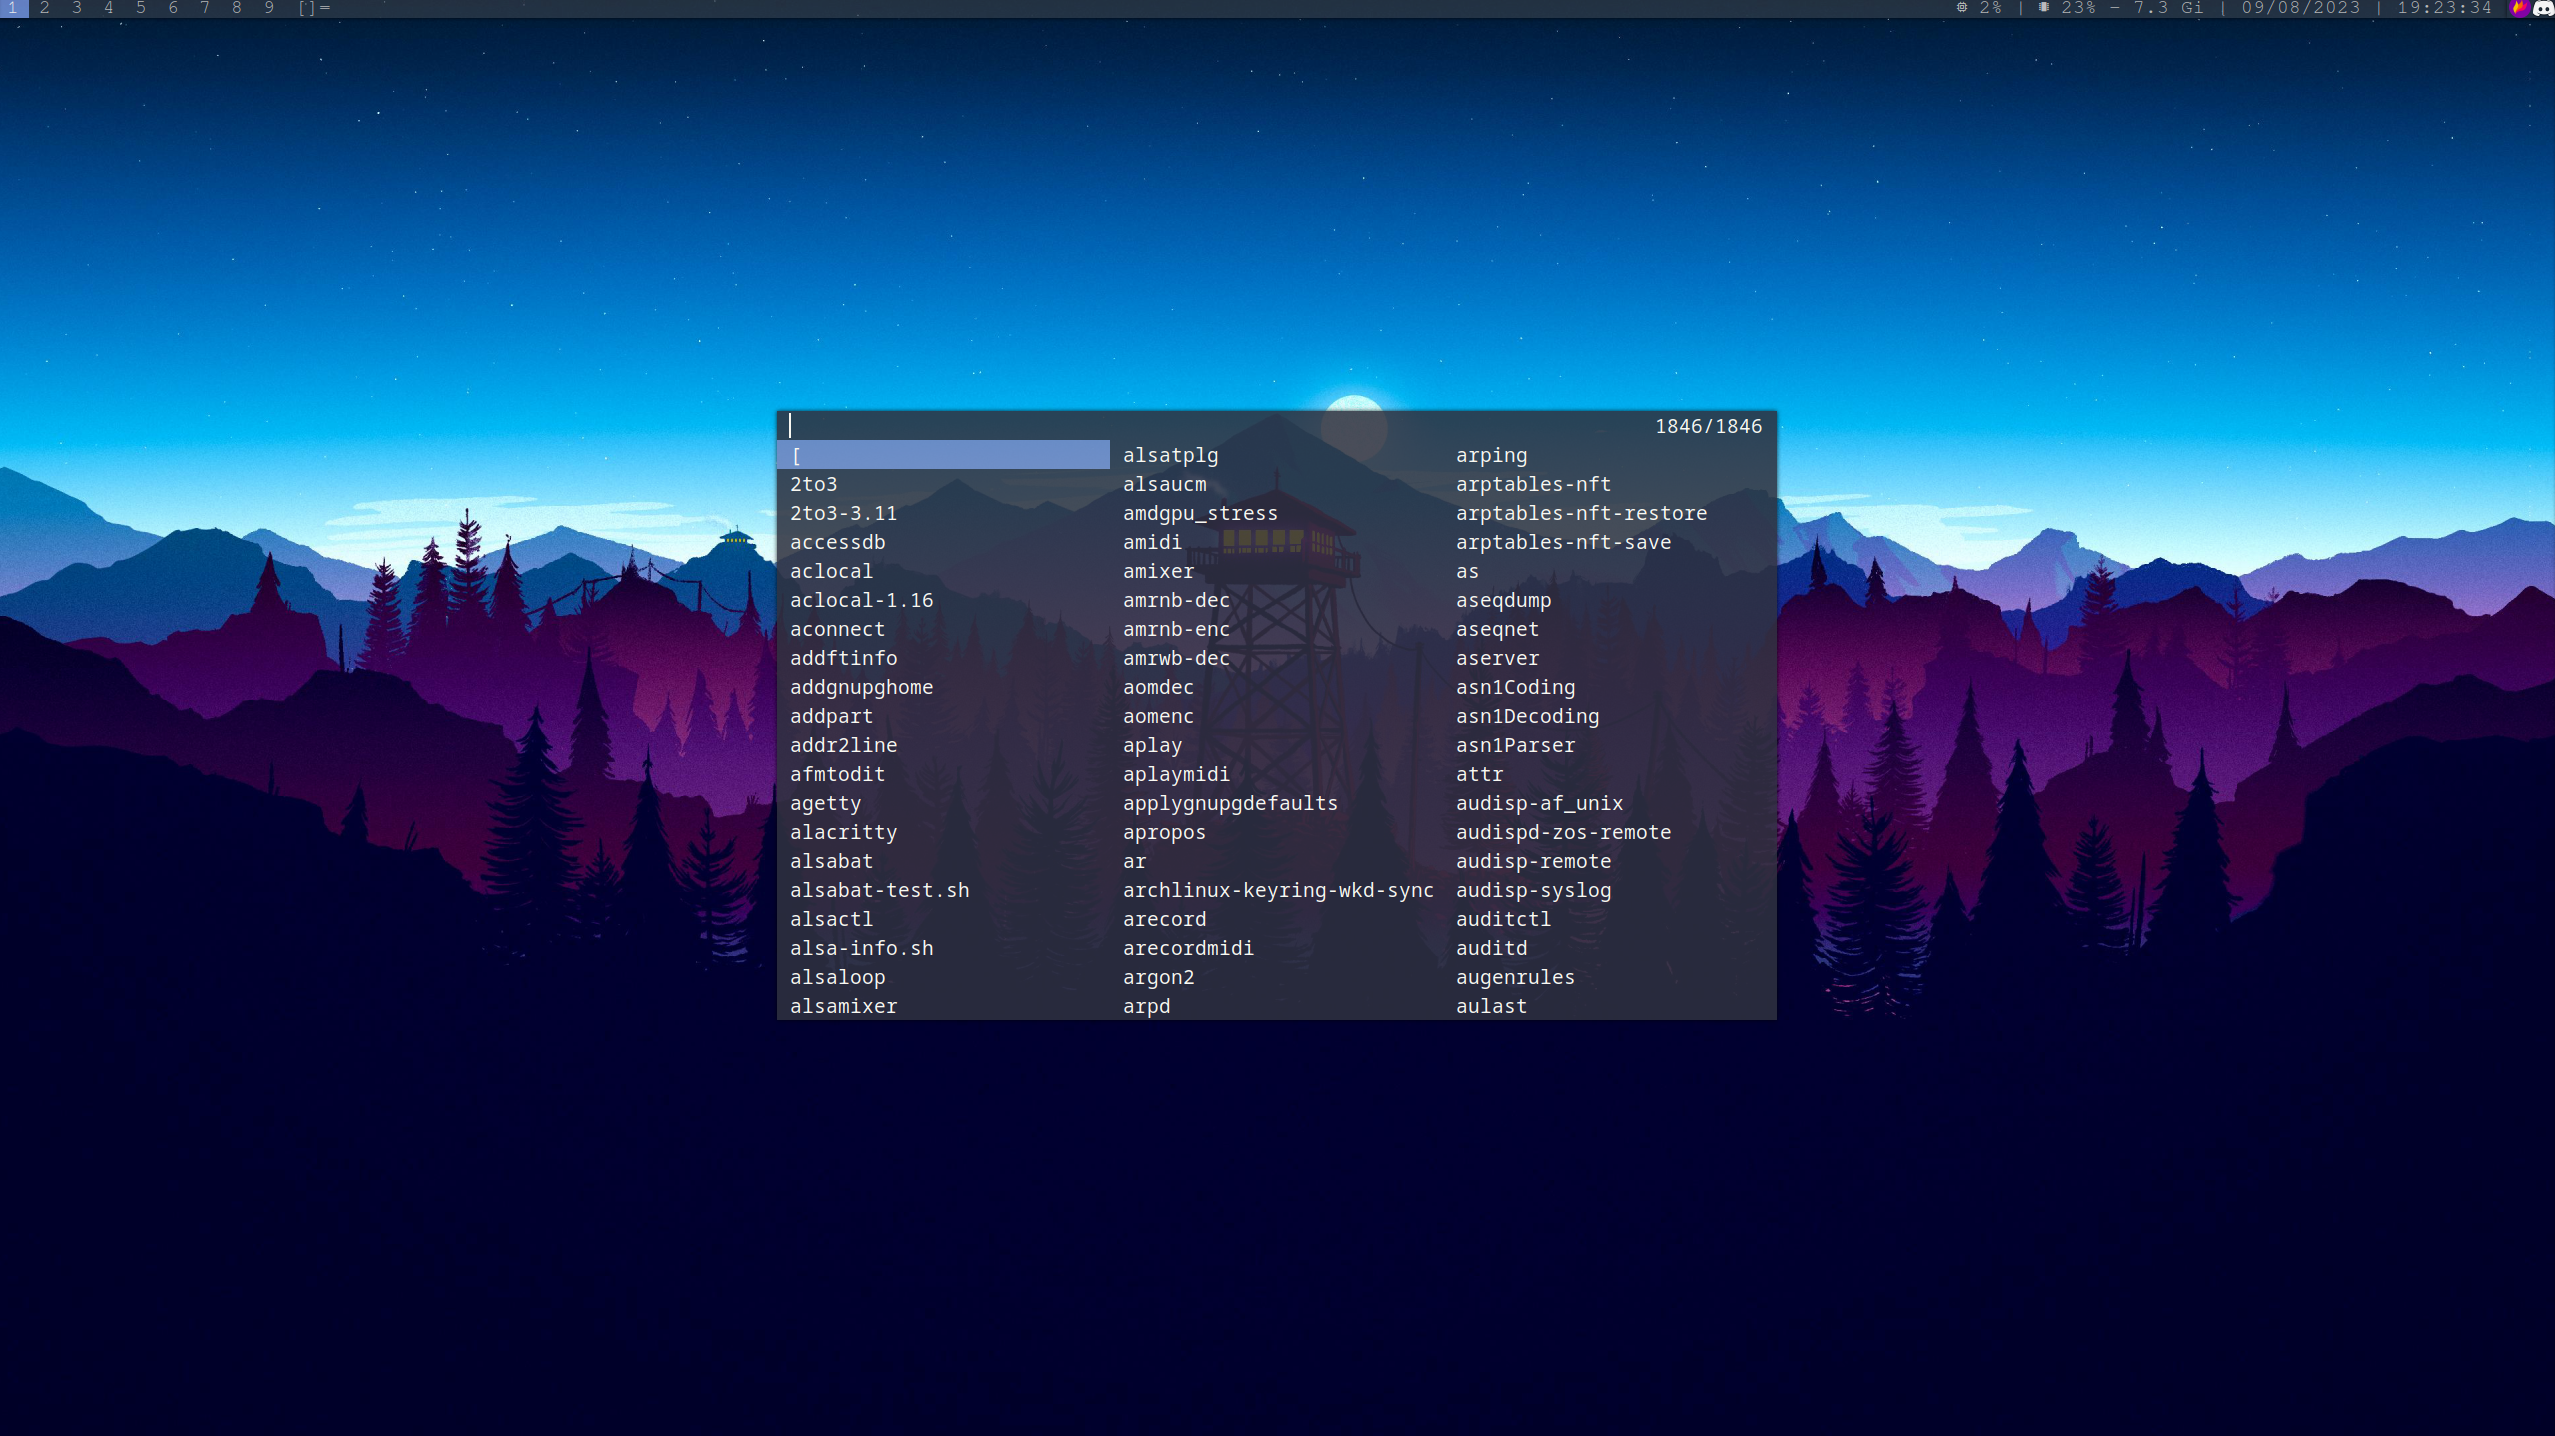 1 2 3 4 5 6 7 8 9 []=
2% | 23% - 7.3 Gi | 09/08/2023 | 19:23:34
1846/1846
[
2to3
2to3-3.11
accessdb
aclocal
aclocal-1.16
aconnect
addftinfo
addgnupghome
addpart
addr2line
afmtodit
agetty
alacritty
alsabat
alsabat-test.sh
alsactl
alsa-info.sh
alsaloop
alsamixer
alsatplg
alsaucm
amdgpu_stress
amidi
amixer
amrnb-dec
amrnb-enc
amrwb-dec
aomdec
aomenc
aplay
aplaymidi
applygnupgdefaults
apropos
ar
archlinux-keyring-wkd-sync
arecord
arecordmidi
argon2
arpd
arping
arptables-nft
arptables-nft-restore
arptables-nft-save
as
aseqdump
aseqnet
aserver
asn1Coding
asn1Decoding
asn1Parser
attr
audisp-af_unix
audispd-zos-remote
audisp-remote
audisp-syslog
auditctl
auditd
augenrules
aulast